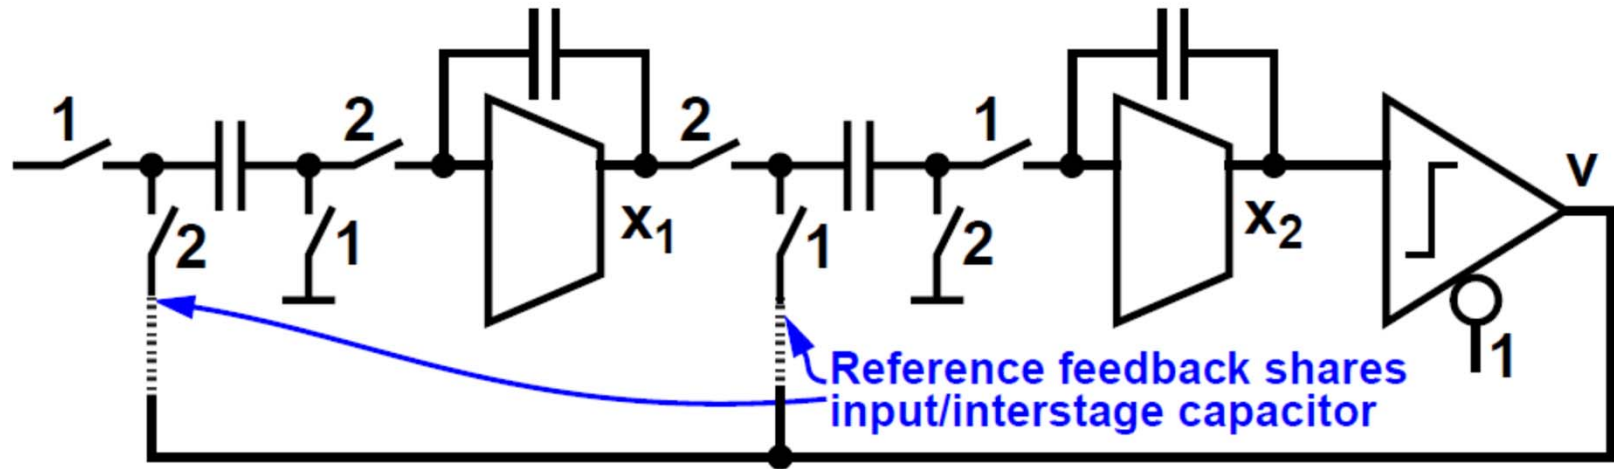 1
2
2
1
2
1
x1
1
2
x2
v
1
Reference feedback shares
input/interstage capacitor